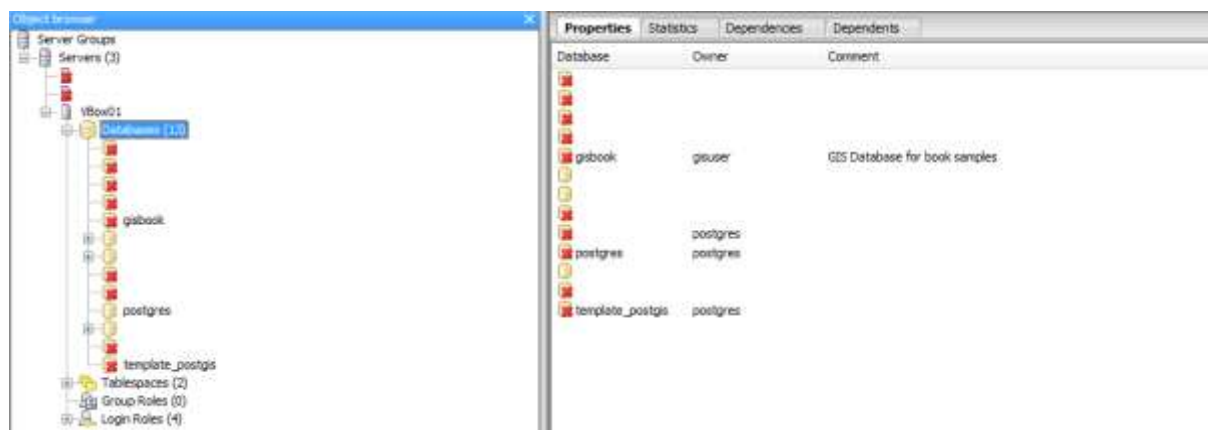 Object browser
Server Groups
Servers (3)
VBox01
Databases (13)
gisbook
postgres
template_postgis
Tablespaces (2)
Group Roles (0)
Login Roles (4)
Properties Statistics Dependencies Dependents
Database Owner Comment
gisbook gisuser GIS Database for book samples
postgres
postgres postgres
template_postgis postgres